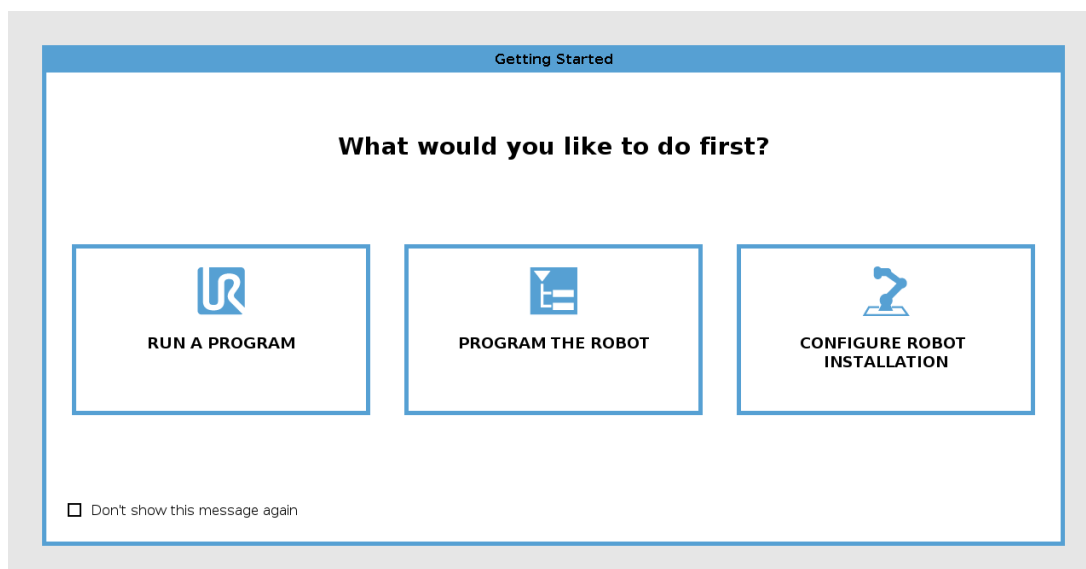 Getting Started
What would you like to do first?
RUN A PROGRAM
PROGRAM THE ROBOT
CONFIGURE ROBOT
INSTALLATION
Don't show this message again